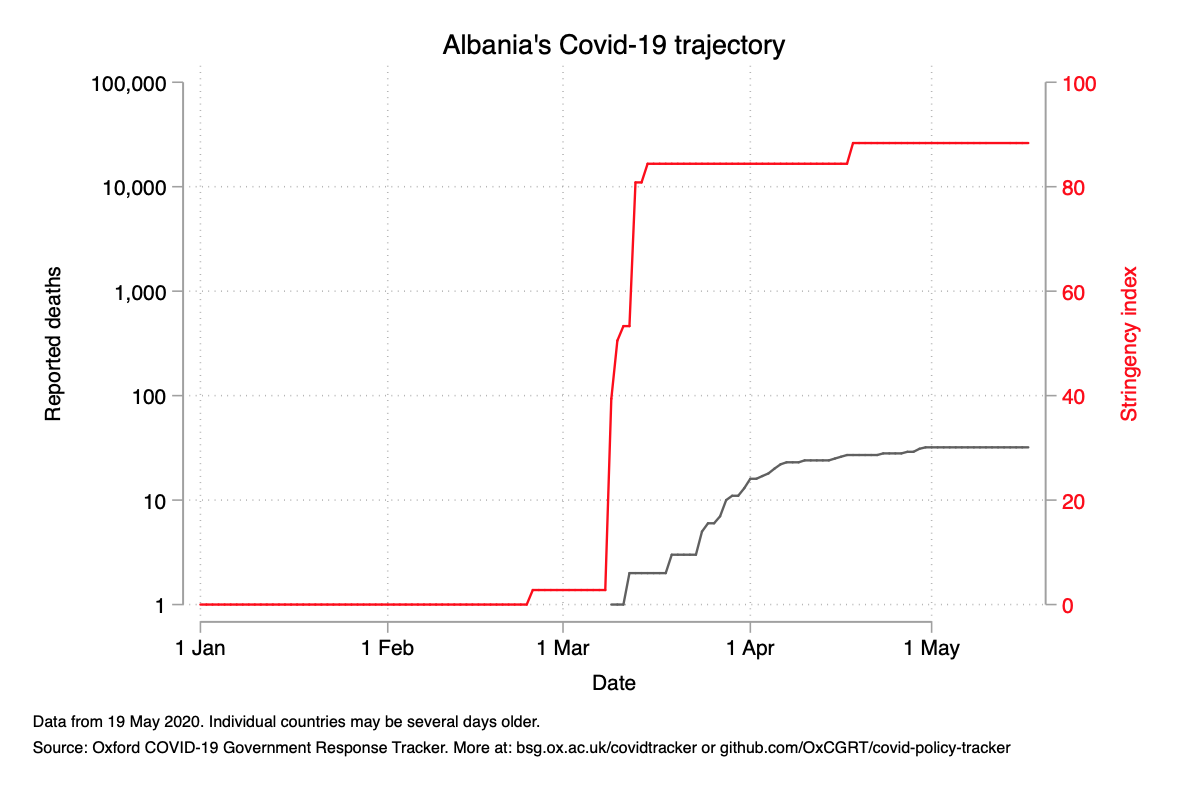 Albania's Covid-19 trajectory
100,000
10,000
1,000
100
10
1
Reported deaths
100
80
60
40
20
0
Stringency index
1 Jan
1 Feb
1 Mar
1 Apr
1 May
Date
Data from 19 May 2020. Individual countries may be several days older.
Source: Oxford COVID-19 Government Response Tracker. More at: bsg.ox.ac.uk/covidtracker or github.com/OxCGRT/covid-policy-tracker